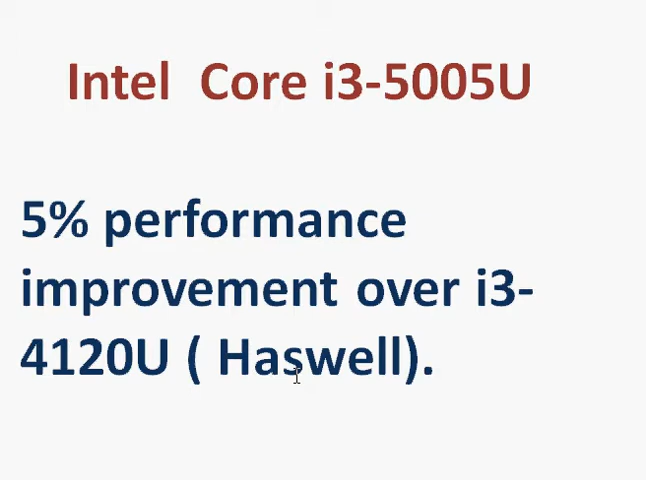 Intel  Core i3-5005U
5% performance
improvement over i3-
4120U ( Haswell).